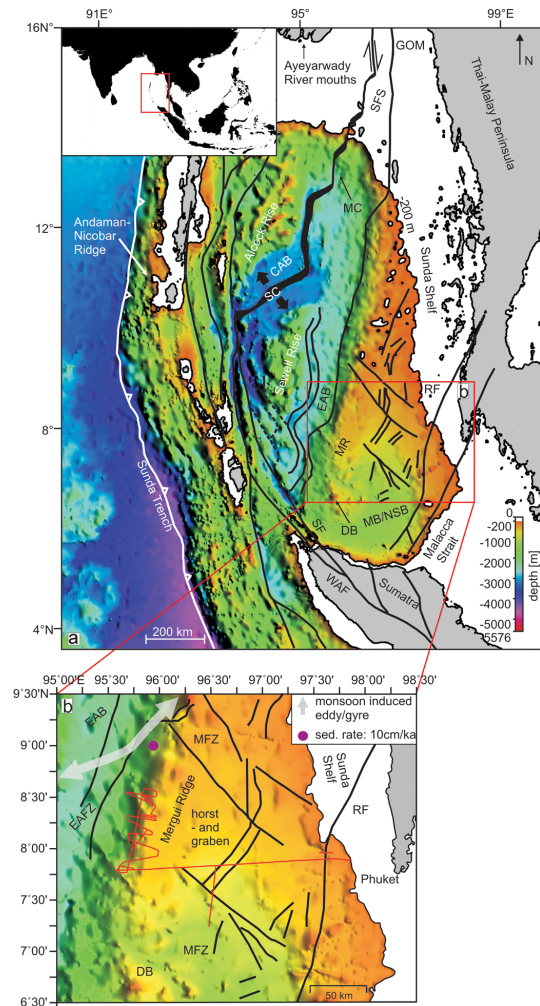 91°E
95°
99°E
16°N
12°
8°
4°N
Ayeyarwady
River mouths
GOM
N
SFS
Thai-Malay Peninsula
MC
-200 m
Sunda Shelf
Andaman-
Nicobar
Ridge
Alcock Rise
CAB
SC
Sewell Rise
EAB
RF
b
MR
Sunda Trench
SF
DB
MB/NSB
Malacca
Strait
WAF
Sumatra
0
-200
-1000
-2000
-3000
-4000
-5000
-5576
depth [m]
200 km
a
95°00'E
95°30'
96°00'
96°30'
97°00'
97°30'
98°00'
98°30'
9°30'N
9°00'
8°30'
8°00'
7°30'
7°00'
6°30'
b
monsoon induced
eddy/gyre
sed. rate: 10cm/ka
EAB
EAFZ
MFZ
Mergui Ridge
horst
- and
graben
Sunda
Shelf
RF
Phuket
MFZ
DB
50 km